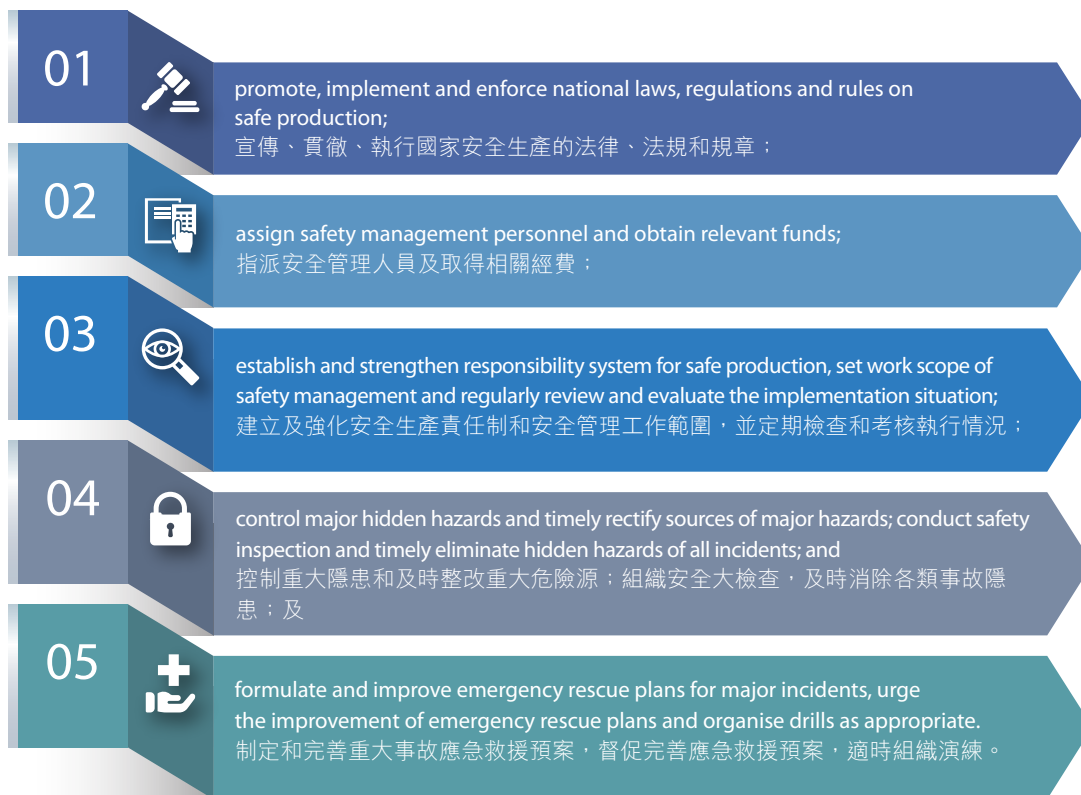 01
promote, implement and enforce national laws, regulations and rules on
safe production;
宣傳、貫徹、執行國家安全生產的法律、法規和規章；
02
assign safety management personnel and obtain relevant funds;
指派安全管理人員及取得相關經費；
03
establish and strengthen responsibility system for safe production, set work scope of
safety management and regularly review and evaluate the implementation situation;
建立及強化安全生產責任制和安全管理工作範圍，並定期檢查和考核執行情況；
04
control major hidden hazards and timely rectify sources of major hazards; conduct safety
inspection and timely eliminate hidden hazards of all incidents; and
控制重大隱患和及時整改重大危險源；組織安全大檢查，及時消除各類事故隱
患；及
05
formulate and improve emergency rescue plans for major incidents, urge
the improvement of emergency rescue plans and organise drills as appropriate.
制定和完善重大事故應急救援預案，督促完善應急救援預案，適時組織演練。